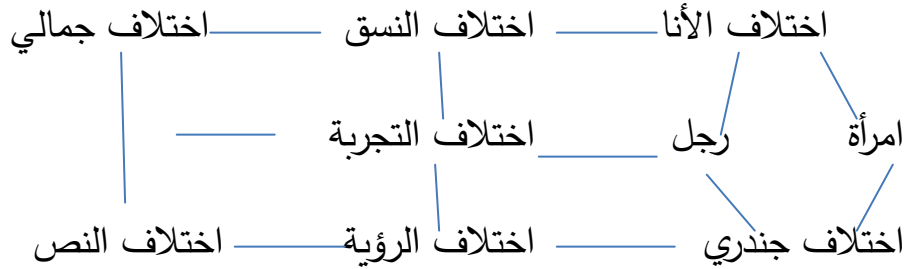 اختلاف الأنا اختلاف النسق اختلاف جمالي
امرأة رجل اختلاف التجربة
اختلاف جندري اختلاف الرؤية اختلاف النص